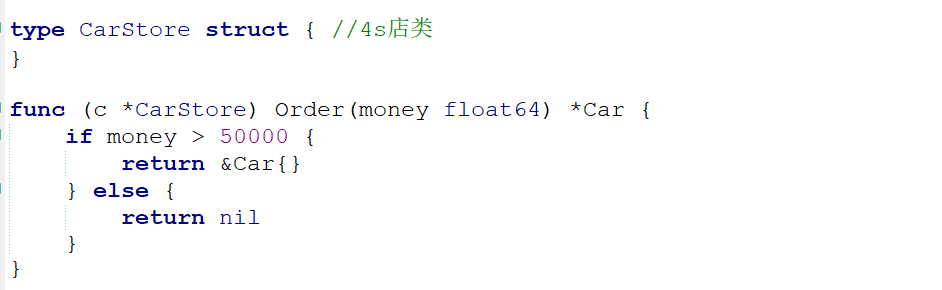 type CarStore struct { //4s店类
}
func (c *CarStore) Order(money float64) *Car {
    if money > 50000 {
        return &Car{}
    } else {
        return nil
    }
}